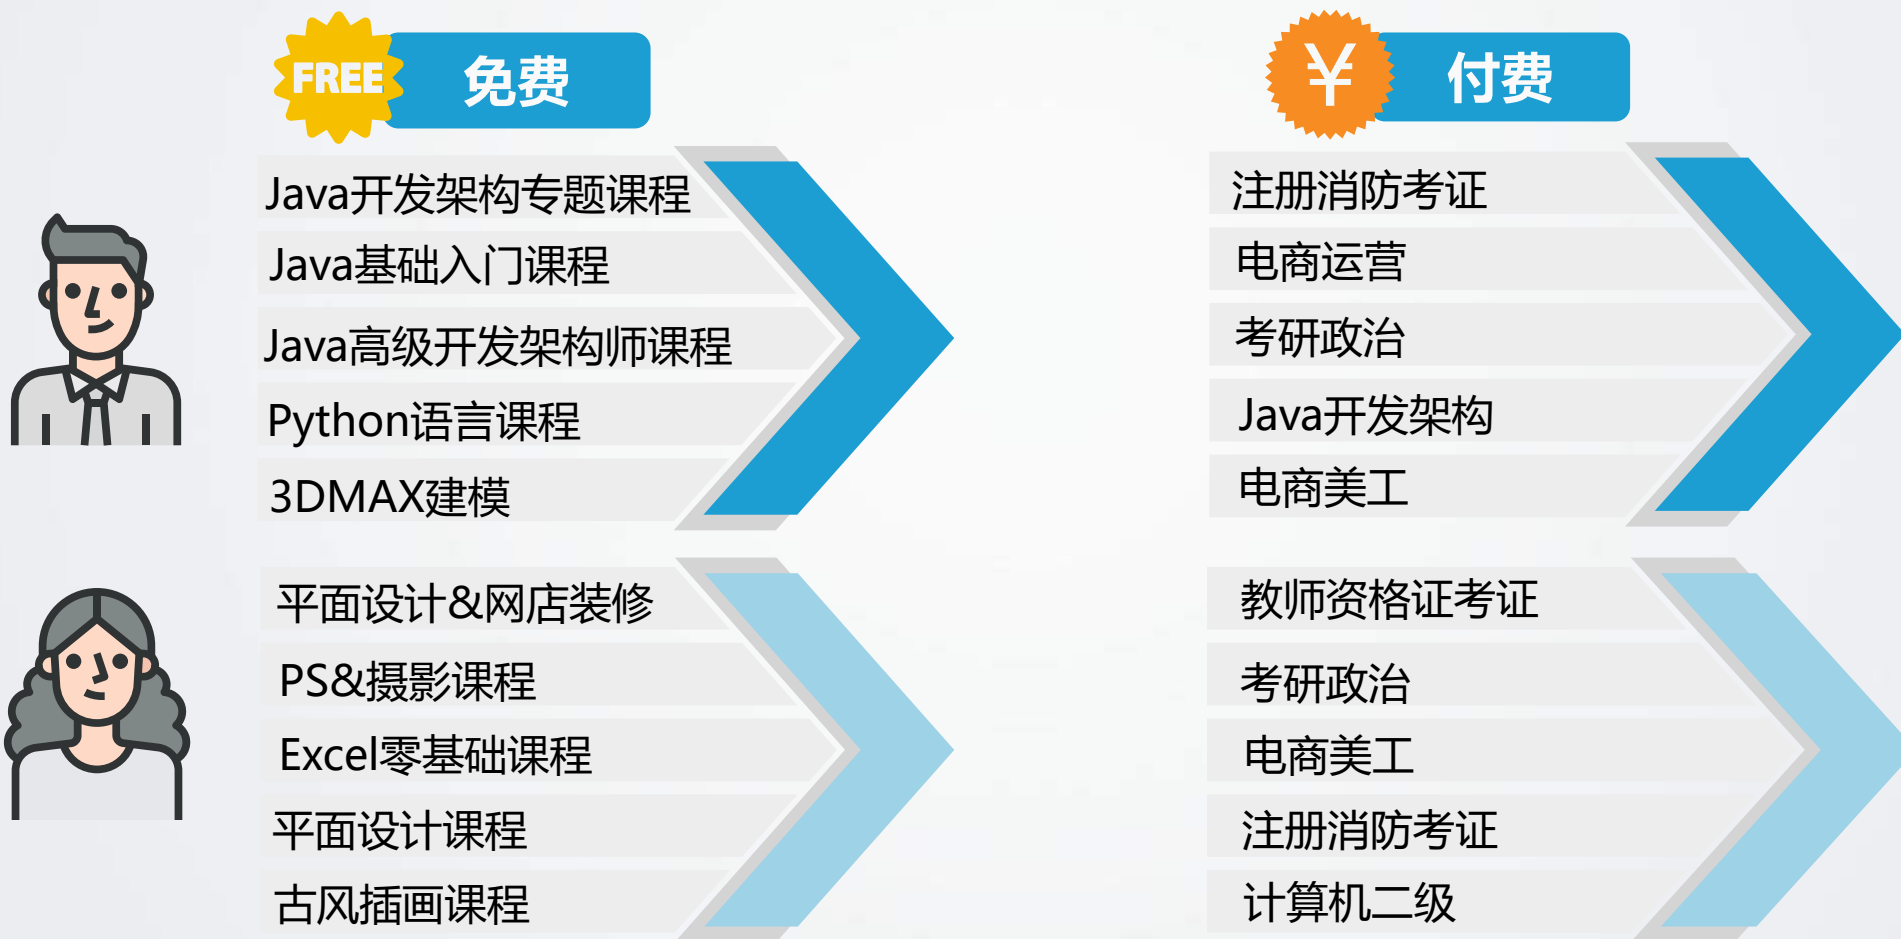 FREE 免费
Java开发架构专题课程
Java基础入门课程
Java高级开发架构师课程
Python语言课程
3DMAX建模
平面设计&网店装修
PS&摄影课程
Excel零基础课程
平面设计课程
古风插画课程
¥ 付费
注册消防考证
电商运营
考研政治
Java开发架构
电商美工
教师资格证考证
考研政治
电商美工
注册消防考证
计算机二级